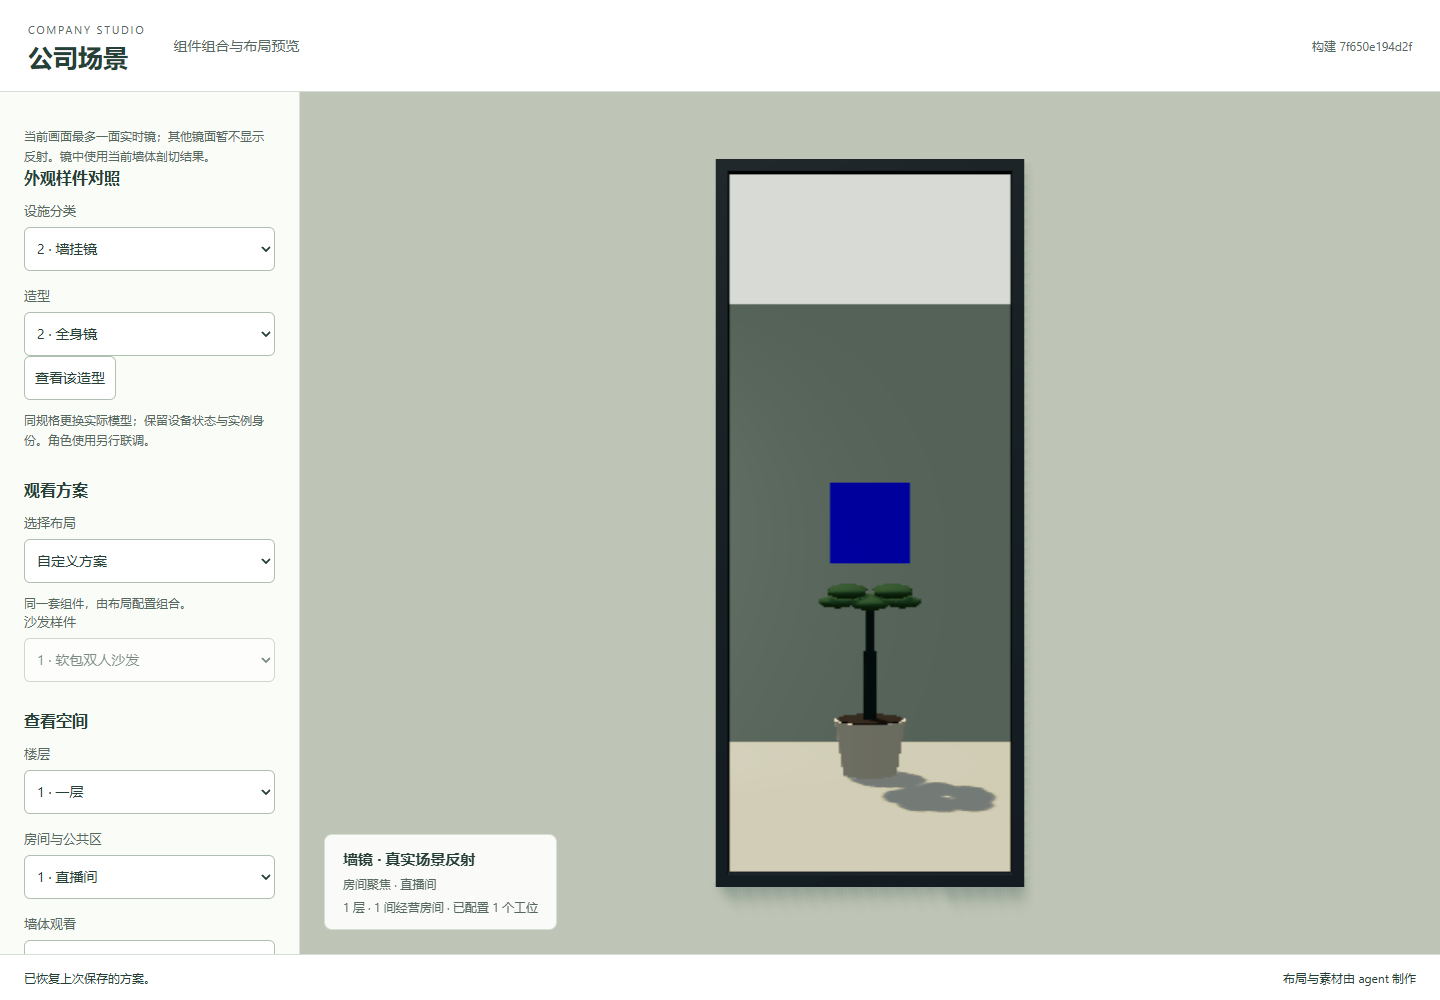 COMPANY STUDIO
公司场景
组件组合与布局预览
构建 7f650e194d2f
当前画面最多一面实时镜；其他镜面暂不显示
反射。镜中使用当前墙体剖切结果。
外观样件对照
设施分类
2 · 墙挂镜
造型
2 · 全身镜
查看该造型
同规格更换实际模型；保留设备状态与实例身
份。角色使用另行联调。
观看方案
选择布局
自定义方案
同一套组件，由布局配置组合。
沙发样件
1 · 软包双人沙发
查看空间
楼层
1 · 一层
房间与公共区
1 · 直播间
墙体观看
墙镜 · 真实场景反射
房间聚焦 · 直播间
1 层 · 1 间经营房间 · 已配置 1 个工位
已恢复上次保存的方案。
布局与素材由 agent 制作